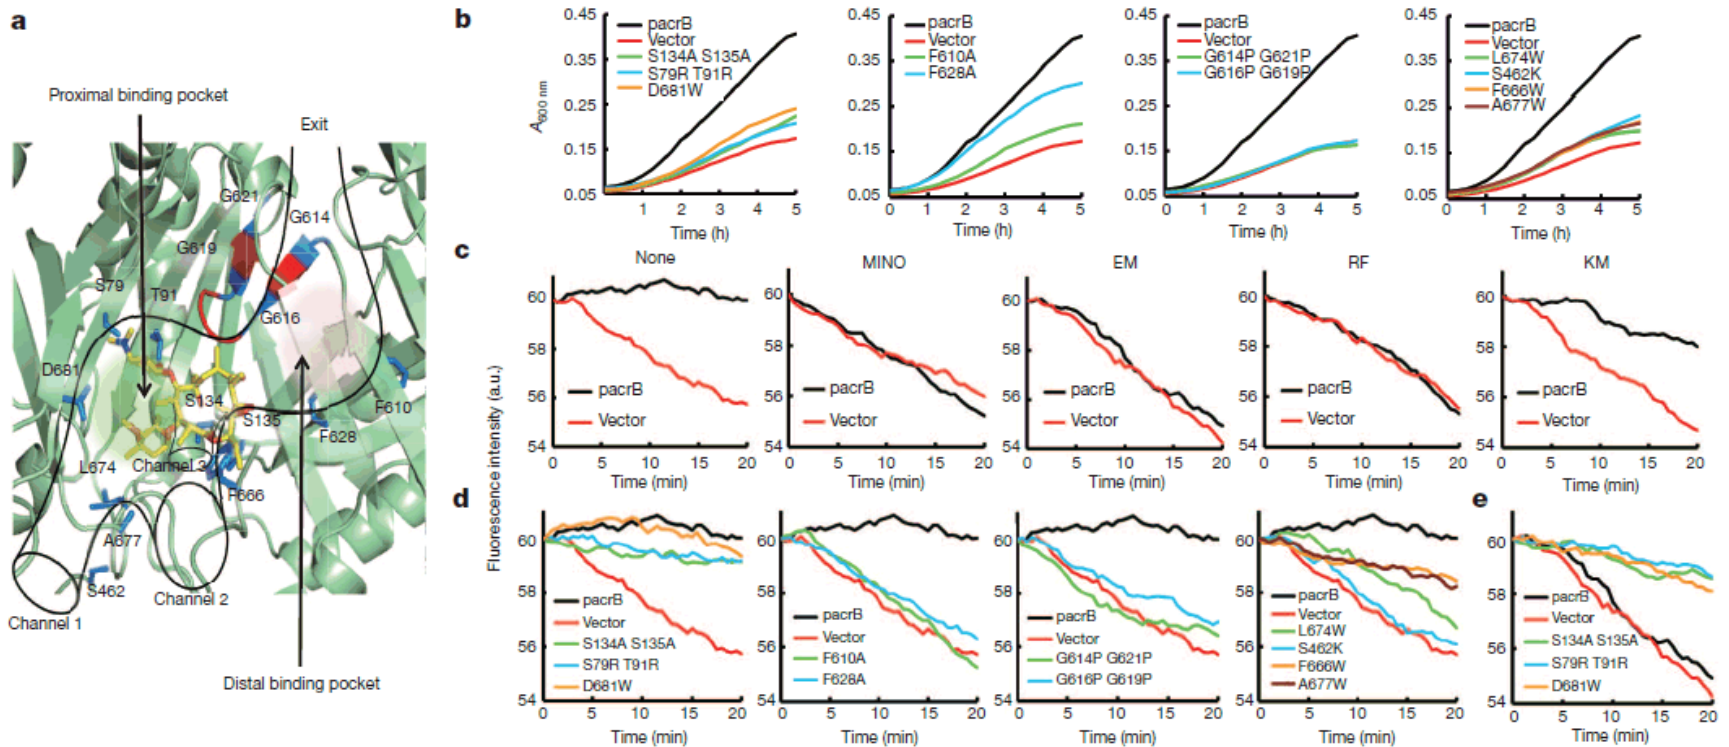 a
Proximal binding pocket
Exit
G621
G614
G619
S79
T91
G616
D681
S134
S135
F610
F628
L674
Channel 3
F666
A677
S462
Channel 2
Channel 1
Distal binding pocket
b
A600 nm
0.45
0.35
0.25
0.15
0.05
pacrB
Vector
S134A S135A
S79R T91R
D681W
1 2 3 4 5
Time (h)
0.45
0.35
0.25
0.15
0.05
pacrB
Vector
F610A
F628A
0 1 2 3 4 5
Time (h)
0.45
0.35
0.25
0.15
0.05
pacrB
Vector
G614P G621P
G616P G619P
0 1 2 3 4 5
Time (h)
0.45
0.35
0.25
0.15
0.05
pacrB
Vector
L674W
S462K
F666W
A677W
0 1 2 3 4 5
Time (h)
c
Fluorescence intensity (a.u.)
None
60
58
56
54
pacrB
Vector
0 5 10 15 20
Time (min)
MINO
60
58
56
54
pacrB
Vector
0 5 10 15 20
Time (min)
EM
60
58
56
54
pacrB
Vector
0 5 10 15 20
Time (min)
RF
60
58
56
54
pacrB
Vector
0 5 10 15 20
Time (min)
KM
60
58
56
54
pacrB
Vector
0 5 10 15 20
Time (min)
d
60
58
56
54
pacrB
Vector
S134A S135A
S79R T91R
D681W
0 5 10 15 20
Time (min)
60
58
56
54
pacrB
Vector
F610A
F628A
0 5 10 15 20
Time (min)
60
58
56
54
pacrB
Vector
G614P G621P
G616P G619P
0 5 10 15 20
Time (min)
60
58
56
54
pacrB
Vector
L674W
S462K
F666W
A677W
0 5 10 15 20
Time (min)
e
60
58
56
54
pacrB
Vector
S134A S135A
S79R T91R
D681W
0 5 10 15 20
Time (min)